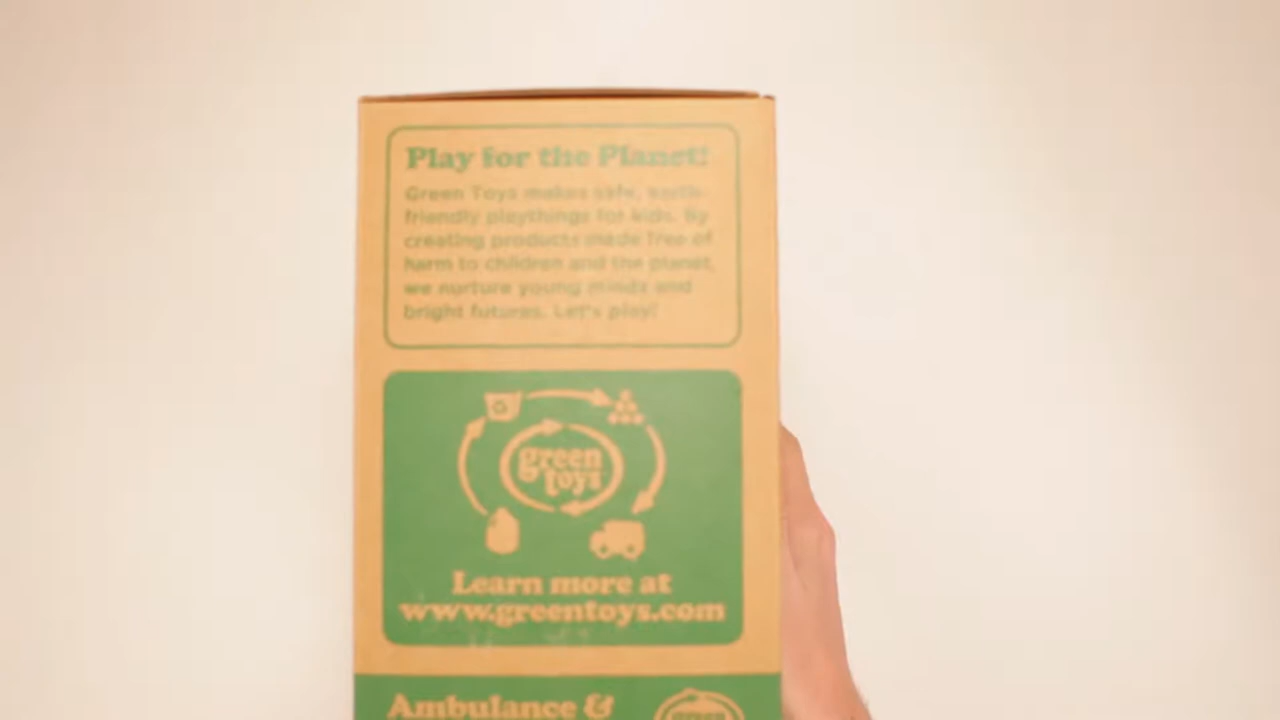 Play for the Planet!
Green Toys makes safe, earth-
friendly playthings for kids. By
creating products made free of
harm to children and the planet,
we nurture young minds and
bright futures. Let's play!
green
toys
Learn more at
www.greentoys.com
Ambulance &
green